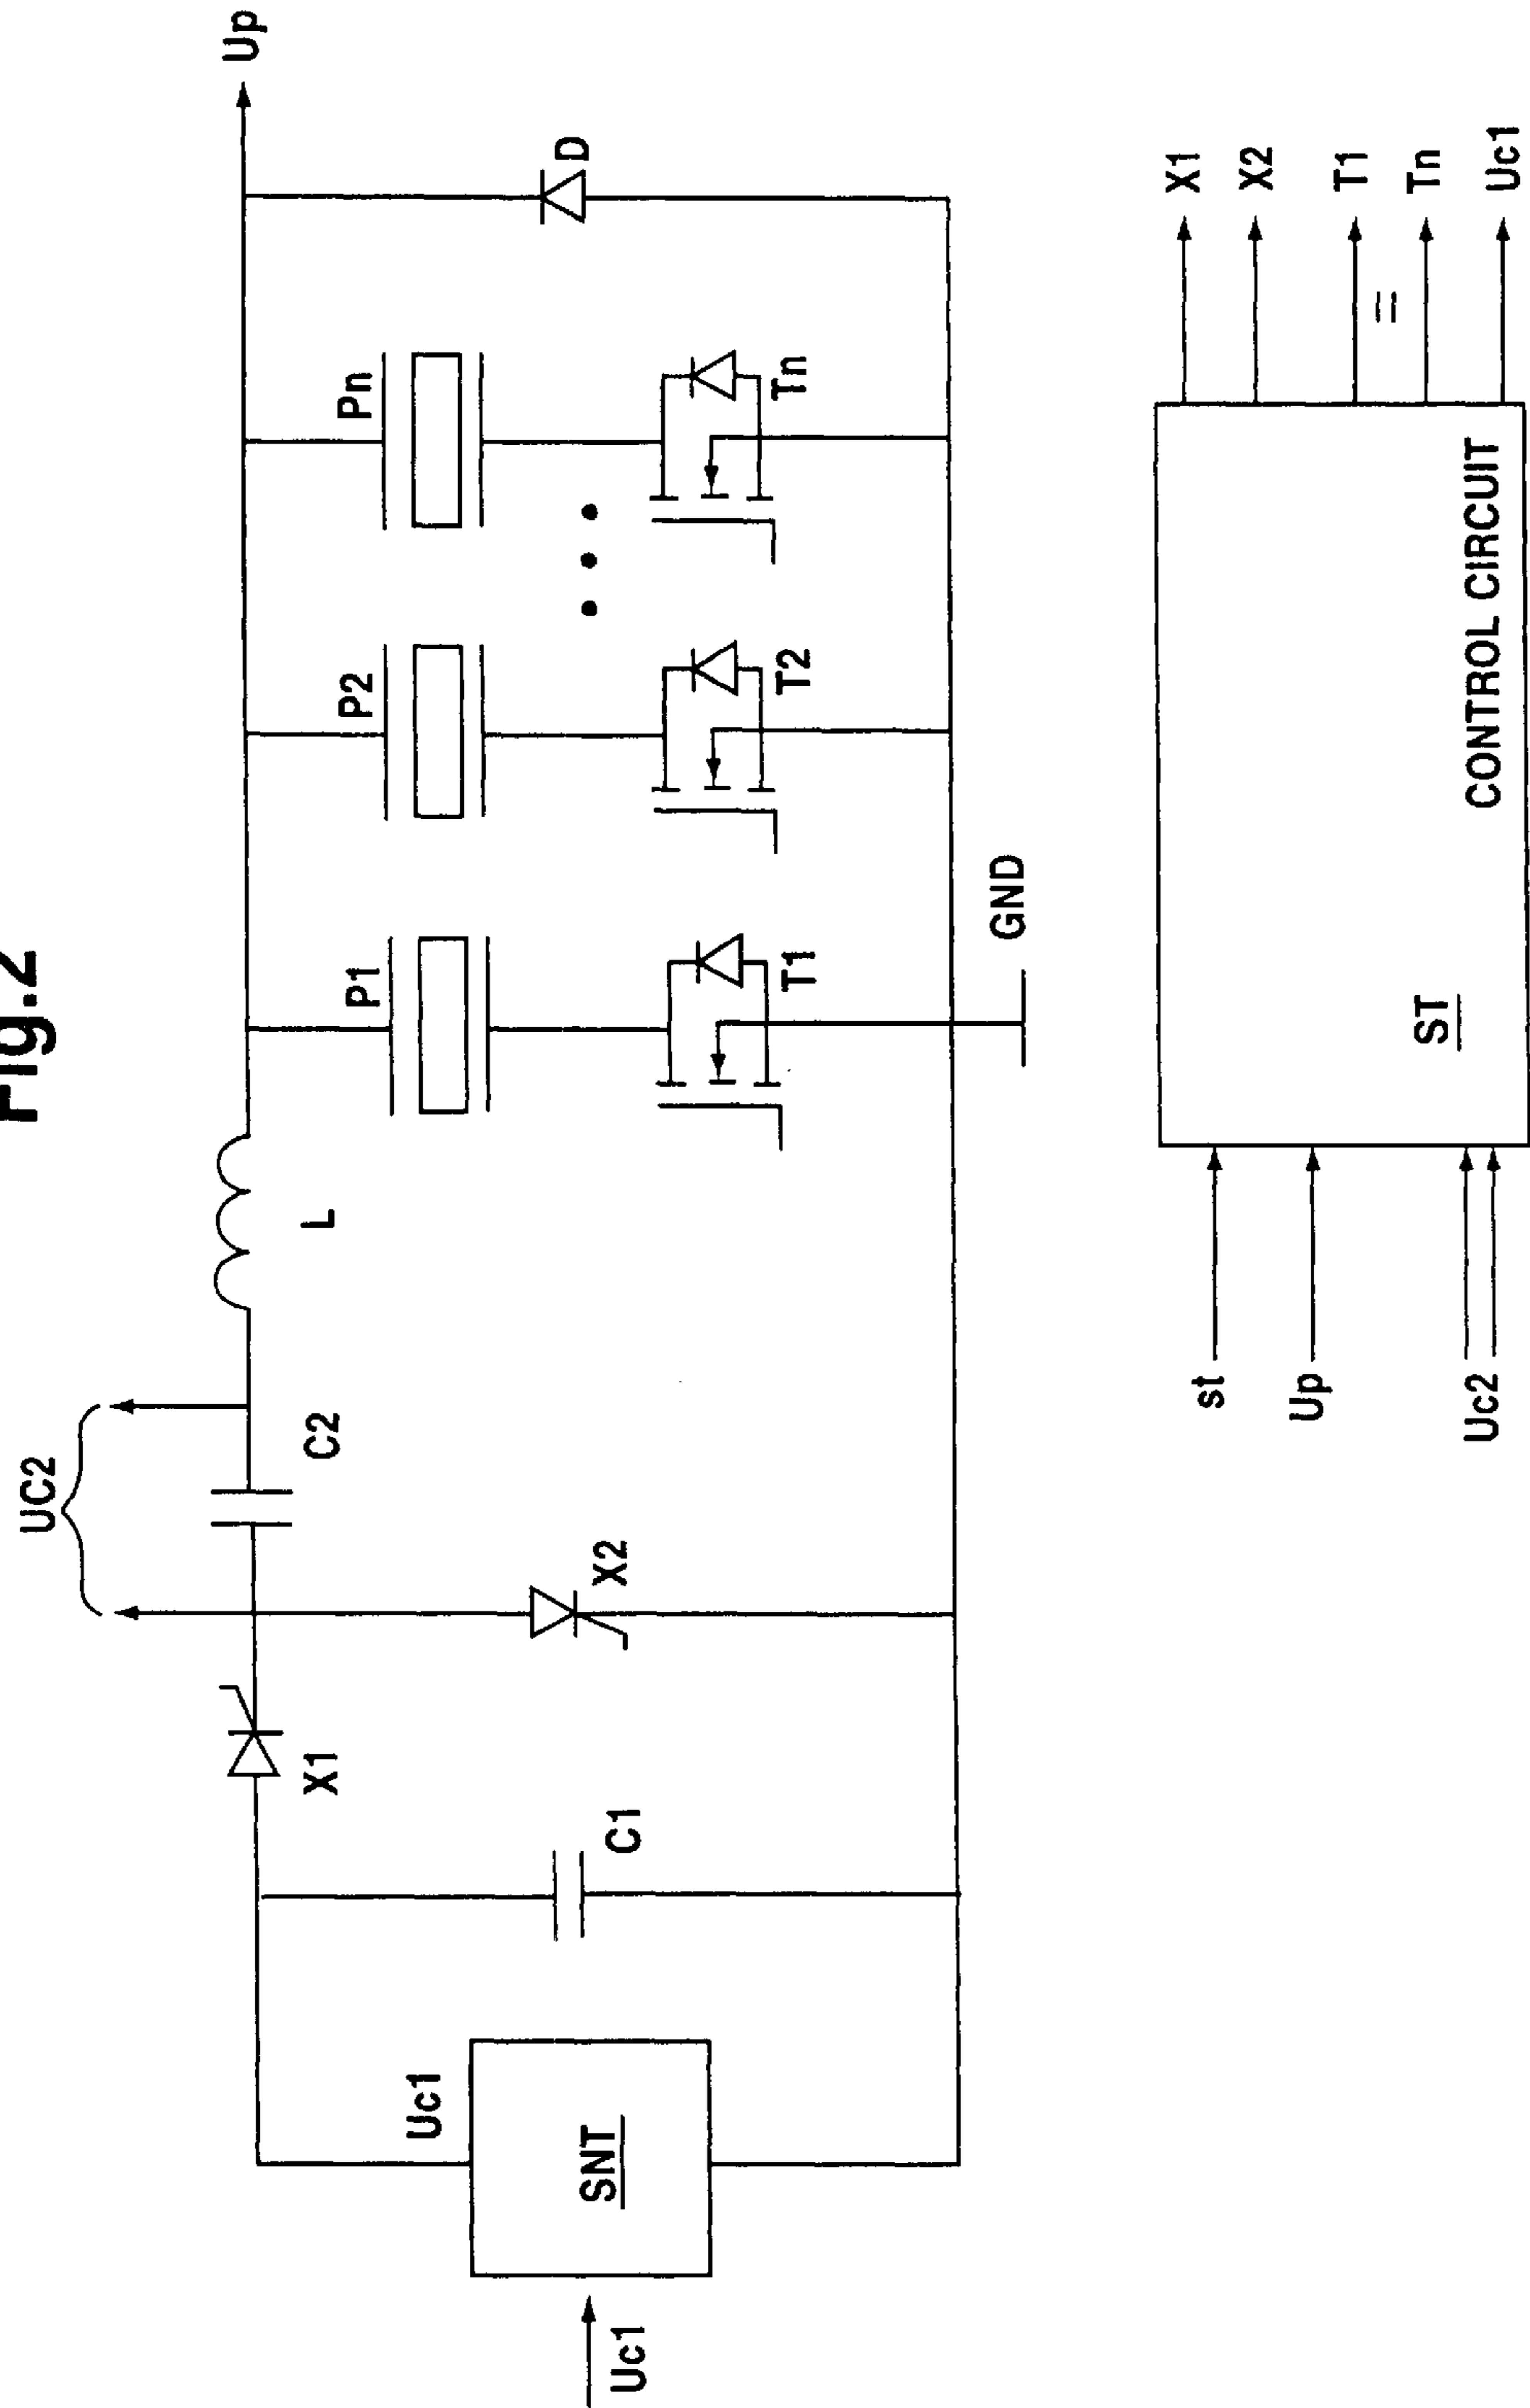 Fig.2
UC2
Up
X1
C2
L
P1
P2
Pn
D
Uc1
SNT
Uc1
C1
X2
T1
T2
Tn
GND
st
Up
Uc2
ST
CONTROL CIRCUIT
X1
X2
T1
Tn
Uc1